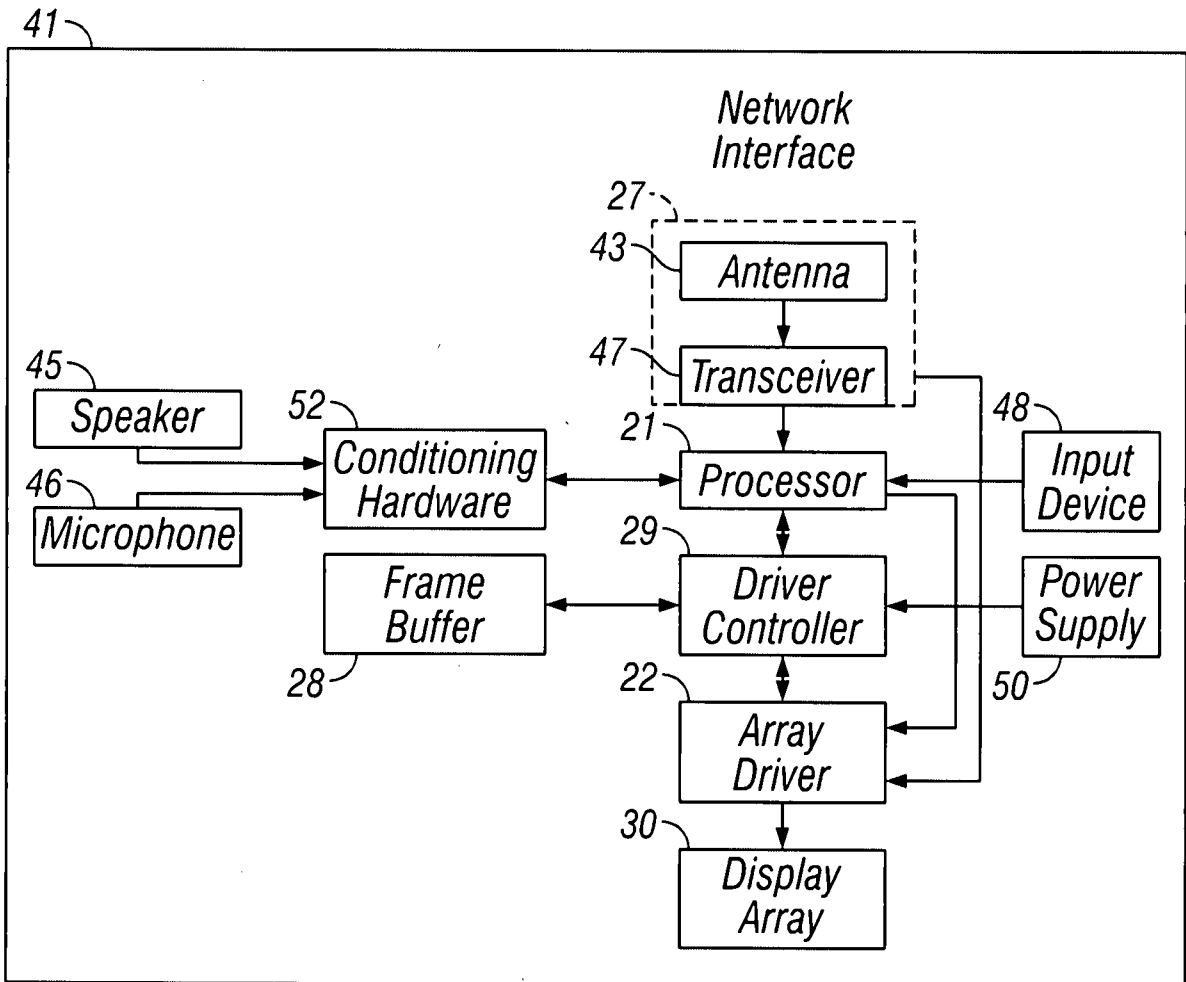 41
Network
Interface
27
43
Antenna
47
Transceiver
45
Speaker
52
Conditioning
Hardware
21
Processor
48
Input
Device
46
Microphone
29
Driver
Controller
Frame
Buffer
28
Power
Supply
50
22
Array
Driver
30
Display
Array